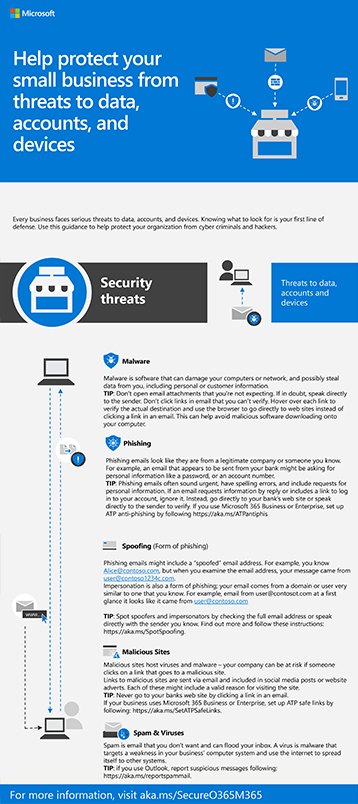 Microsoft
Help protect your
small business from
threats to data,
accounts, and
devices
Every business faces serious threats to data, accounts, and devices. Knowing what to look for is your first line of
defense. Use this guidance to help protect your organization from cyber criminals and hackers.
Security
threats
Threats to data,
accounts and
devices
Malware
Malware is software that can damage your computers or network, and possibly steal
data from you, including personal or customer information.
TIP: Don't open email attachments that you're not expecting. If in doubt, speak directly
to the sender. Don't click links in email that you can't verify. Hover over each link to
verify the actual destination and use the browser to go directly to web sites instead of
clicking a link in an email. This can help avoid malicious software downloading onto
your computer.
Phishing
Phishing emails look like they are from a legitimate company or someone you know.
For example, an email that appears to be sent from your bank might be asking for
personal information like a password, or an account number.
TIP: Phishing emails often sound urgent, have spelling errors, and include requests for
personal information. If an email requests information by reply or includes a link to log
in to your account, ignore it. Instead, go directly to your bank's web site or speak
directly to the sender to verify. If you use Microsoft 365 Business or Enterprise, set up
ATP anti-phishing by following https://aka.ms/ATPantiphis
Spoofing (Form of phishing)
Phishing emails might include a "spoofed" email address. For example, you know
Alice@contoso.com, but when you examine the email address, your message came from
user@contoso1234c.com.
Impersonation is also a form of phishing; your email comes from a domain or user very
similar to one that you know. For example, email from user@contoset.com at a first
glance it looks like it came from user@contoso.com
TIP: Spot spoofers and impersonators by checking the full email address or speak
directly with the sender you know. Find out more and follow these instructions:
https://aka.ms/SpotSpoofing.
Malicious Sites
Malicious sites host viruses and malware – your company can be at risk if someone
clicks on a link that goes to a malicious site.
Links to malicious sites are sent via email and included in social media posts or website
adverts. Each of these might include a valid reason for visiting the site.
TIP: Never go to your banks web site by clicking a link in an email.
If your business uses Microsoft 365 Business or Enterprise, set up ATP safe links by
following: https://aka.ms/SetATPSafeLinks.
www...
Spam & Viruses
Spam is email that you don't want and can flood your inbox. A virus is malware that
targets a weakness in your business' computer system and use the internet to spread
itself to other systems.
TIP: if you use Outlook, report suspicious messages following:
https://aka.ms/reportspammail.
For more information, visit aka.ms/SecureO365M365